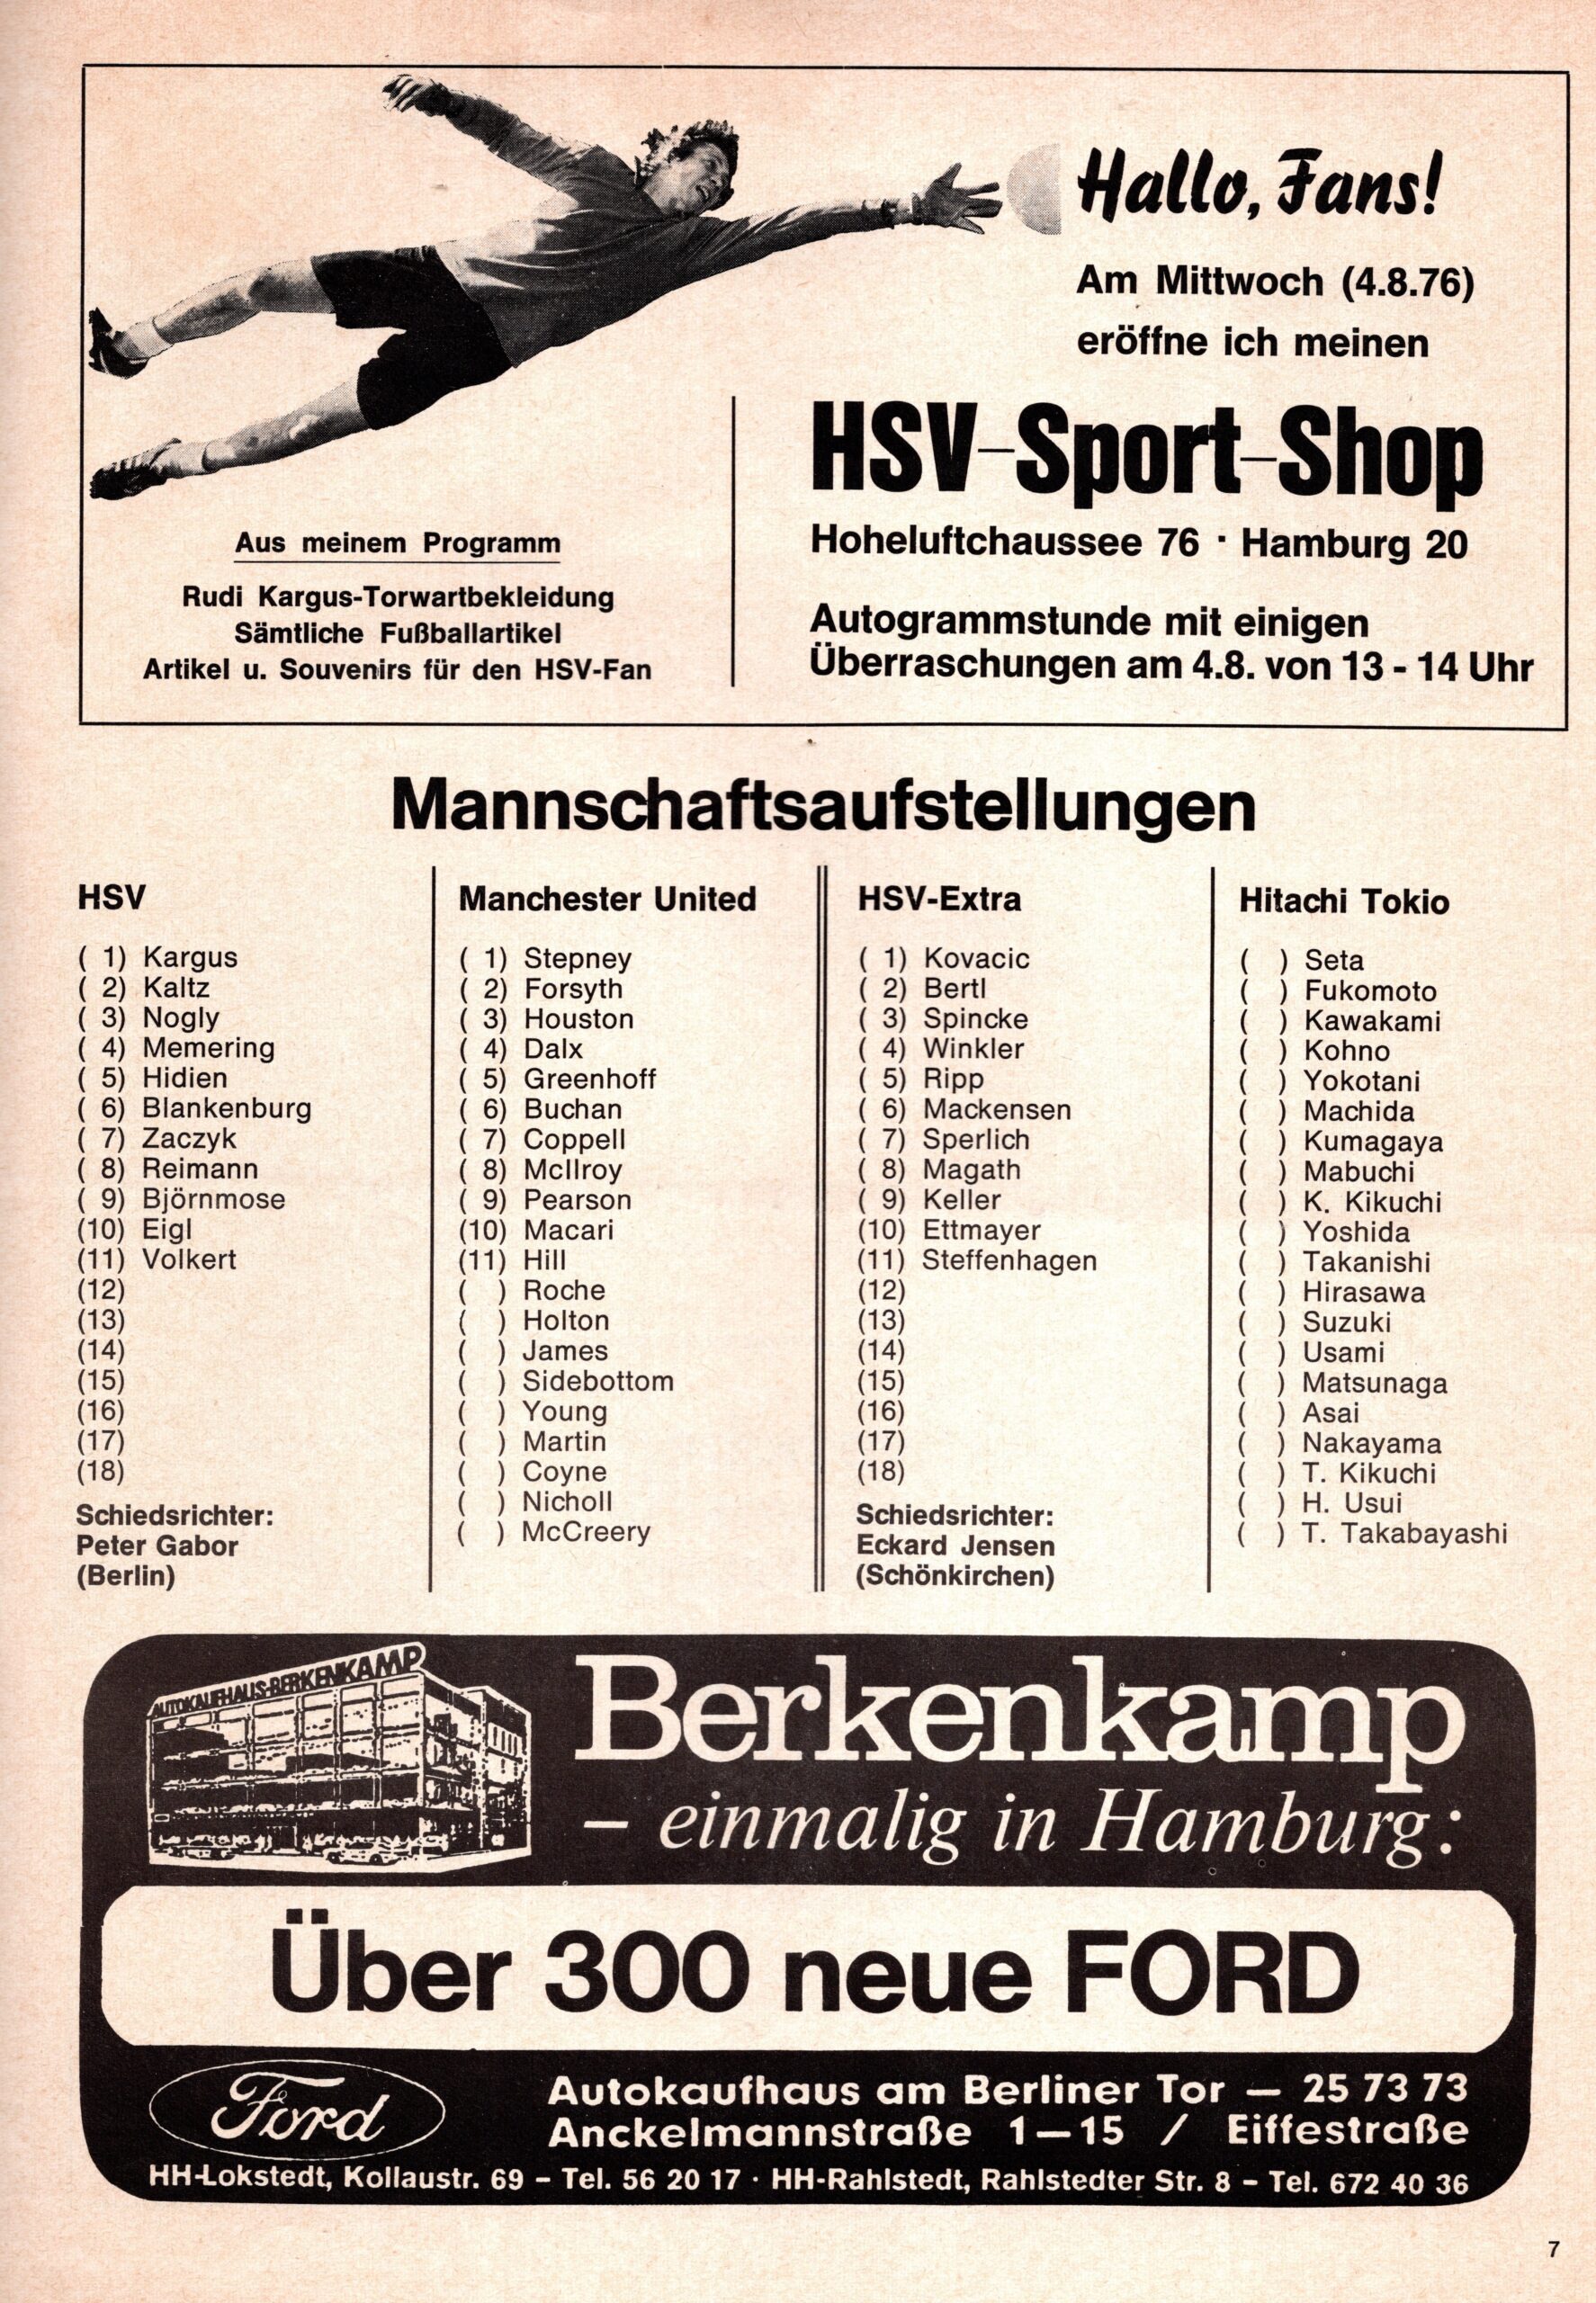 Hallo, Fans!
Am Mittwoch (4.8.76)
eröffne ich meinen
HSV-Sport-Shop
Hoheluftchaussee 76 · Hamburg 20
Autogrammstunde mit einigen
Überraschungen am 4.8. von 13 - 14 Uhr
Aus meinem Programm
Rudi Kargus-Torwartbekleidung
Sämtliche Fußballartikel
Artikel u. Souvenirs für den HSV-Fan
Mannschaftsaufstellungen
HSV
( 1) Kargus
( 2) Kaltz
( 3) Nogly
( 4) Memering
( 5) Hidien
( 6) Blankenburg
( 7) Zaczyk
( 8) Reimann
( 9) Björnmose
(10) Eigl
(11) Volkert
(12)
(13)
(14)
(15)
(16)
(17)
(18)
Schiedsrichter:
Peter Gabor
(Berlin)
Manchester United
( 1) Stepney
( 2) Forsyth
( 3) Houston
( 4) Dalx
( 5) Greenhoff
( 6) Buchan
( 7) Coppell
( 8) McIlroy
( 9) Pearson
(10) Macari
(11) Hill
( ) Roche
( ) Holton
( ) James
( ) Sidebottom
( ) Young
( ) Martin
( ) Coyne
( ) Nicholl
( ) McCreery
HSV-Extra
( 1) Kovacic
( 2) Bertl
( 3) Spincke
( 4) Winkler
( 5) Ripp
( 6) Mackensen
( 7) Sperlich
( 8) Magath
( 9) Keller
(10) Ettmayer
(11) Steffenhagen
(12)
(13)
(14)
(15)
(16)
(17)
(18)
Schiedsrichter:
Eckard Jensen
(Schönkirchen)
Hitachi Tokio
( ) Seta
( ) Fukomoto
( ) Kawakami
( ) Kohno
( ) Yokotani
( ) Machida
( ) Kumagaya
( ) Mabuchi
( ) K. Kikuchi
( ) Yoshida
( ) Takanishi
( ) Hirasawa
( ) Suzuki
( ) Usami
( ) Matsunaga
( ) Asai
( ) Nakayama
( ) T. Kikuchi
( ) H. Usui
( ) T. Takabayashi
AUTOKAUFHAUS-BERKENKAMP
Berkenkamp
– einmalig in Hamburg:
Über 300 neue FORD
Ford
Autokaufhaus am Berliner Tor — 25 73 73
Anckelmannstraße 1—15 / Eiffestraße
HH-Lokstedt, Kollaustr. 69 – Tel. 56 20 17 · HH-Rahlstedt, Rahlstedter Str. 8 – Tel. 672 40 36
7